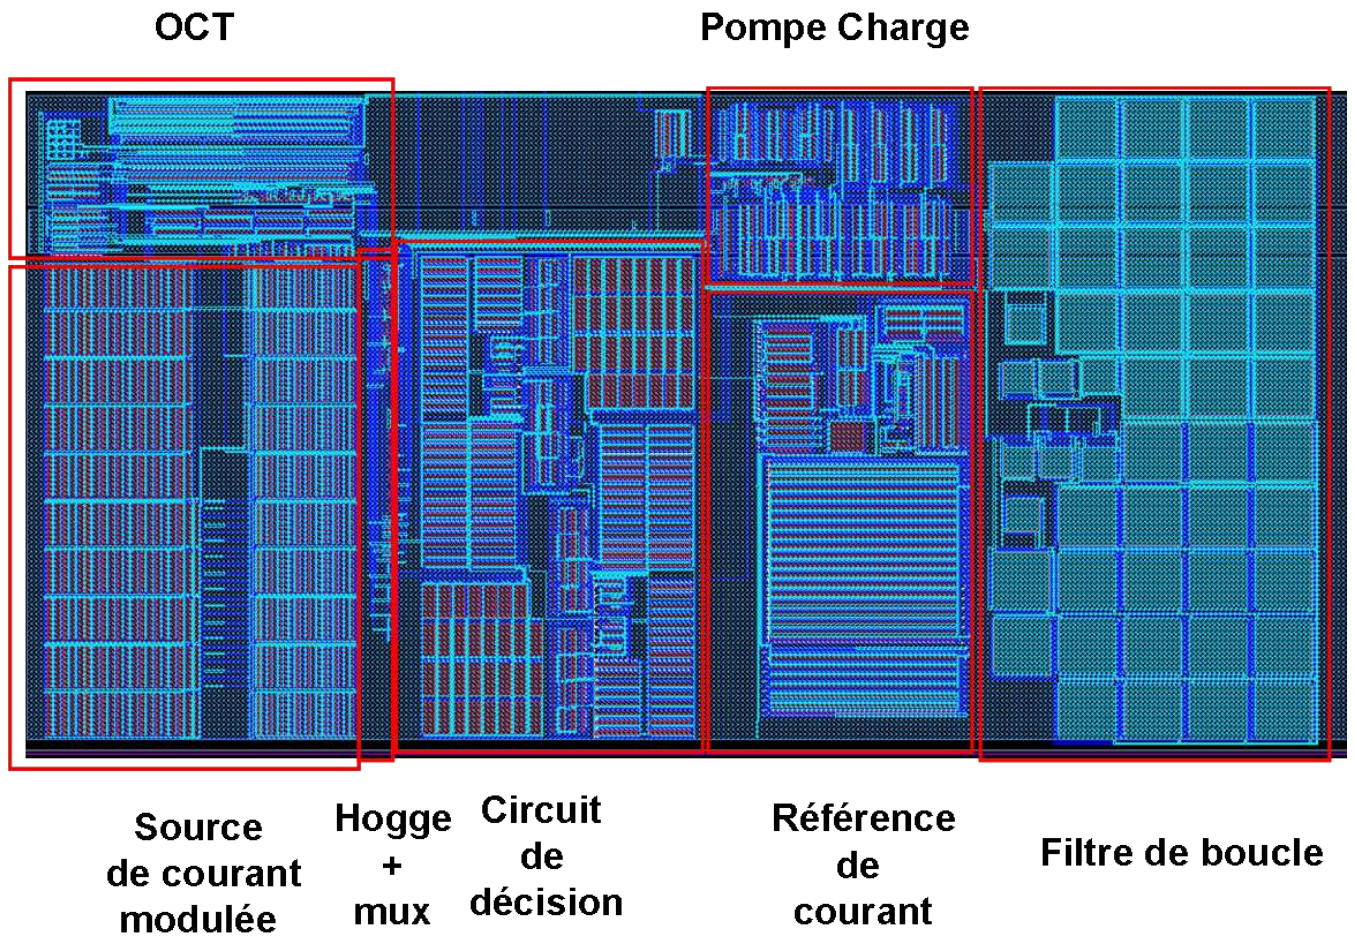 OCT
Pompe Charge
Source
de courant
modulée
Hogge
+
mux
Circuit
de
décision
Référence
de
courant
Filtre de boucle